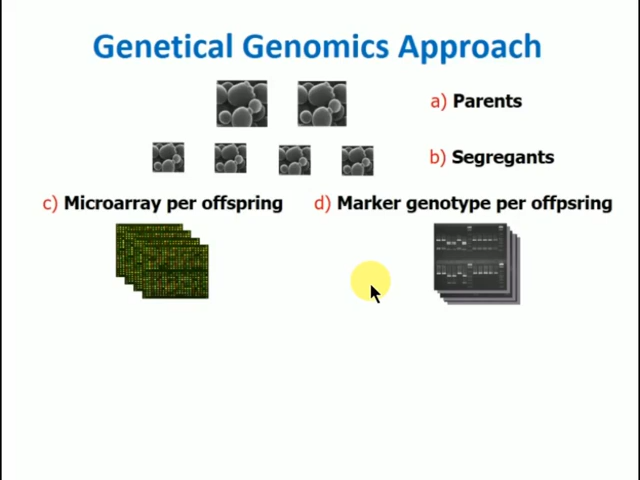 Genetical Genomics Approach
a) Parents
b) Segregants
c) Microarray per offspring
d) Marker genotype per offpsring